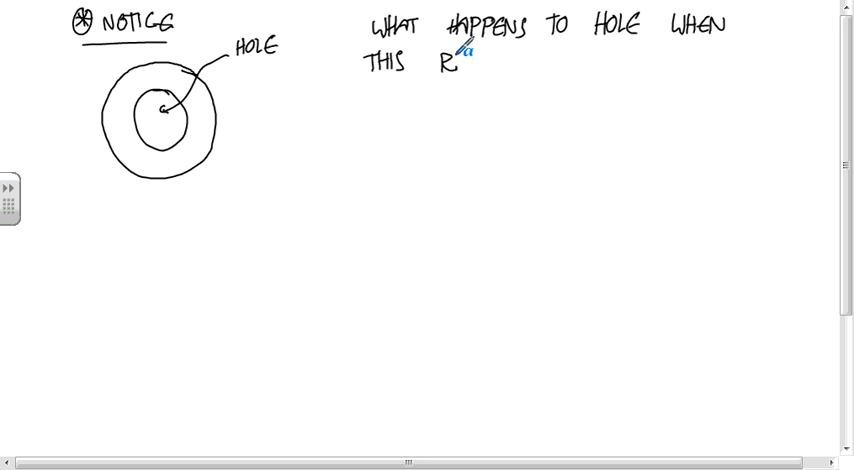 * NOTICE
HOLE
WHAT HAPPENS TO HOLE WHEN
THIS R